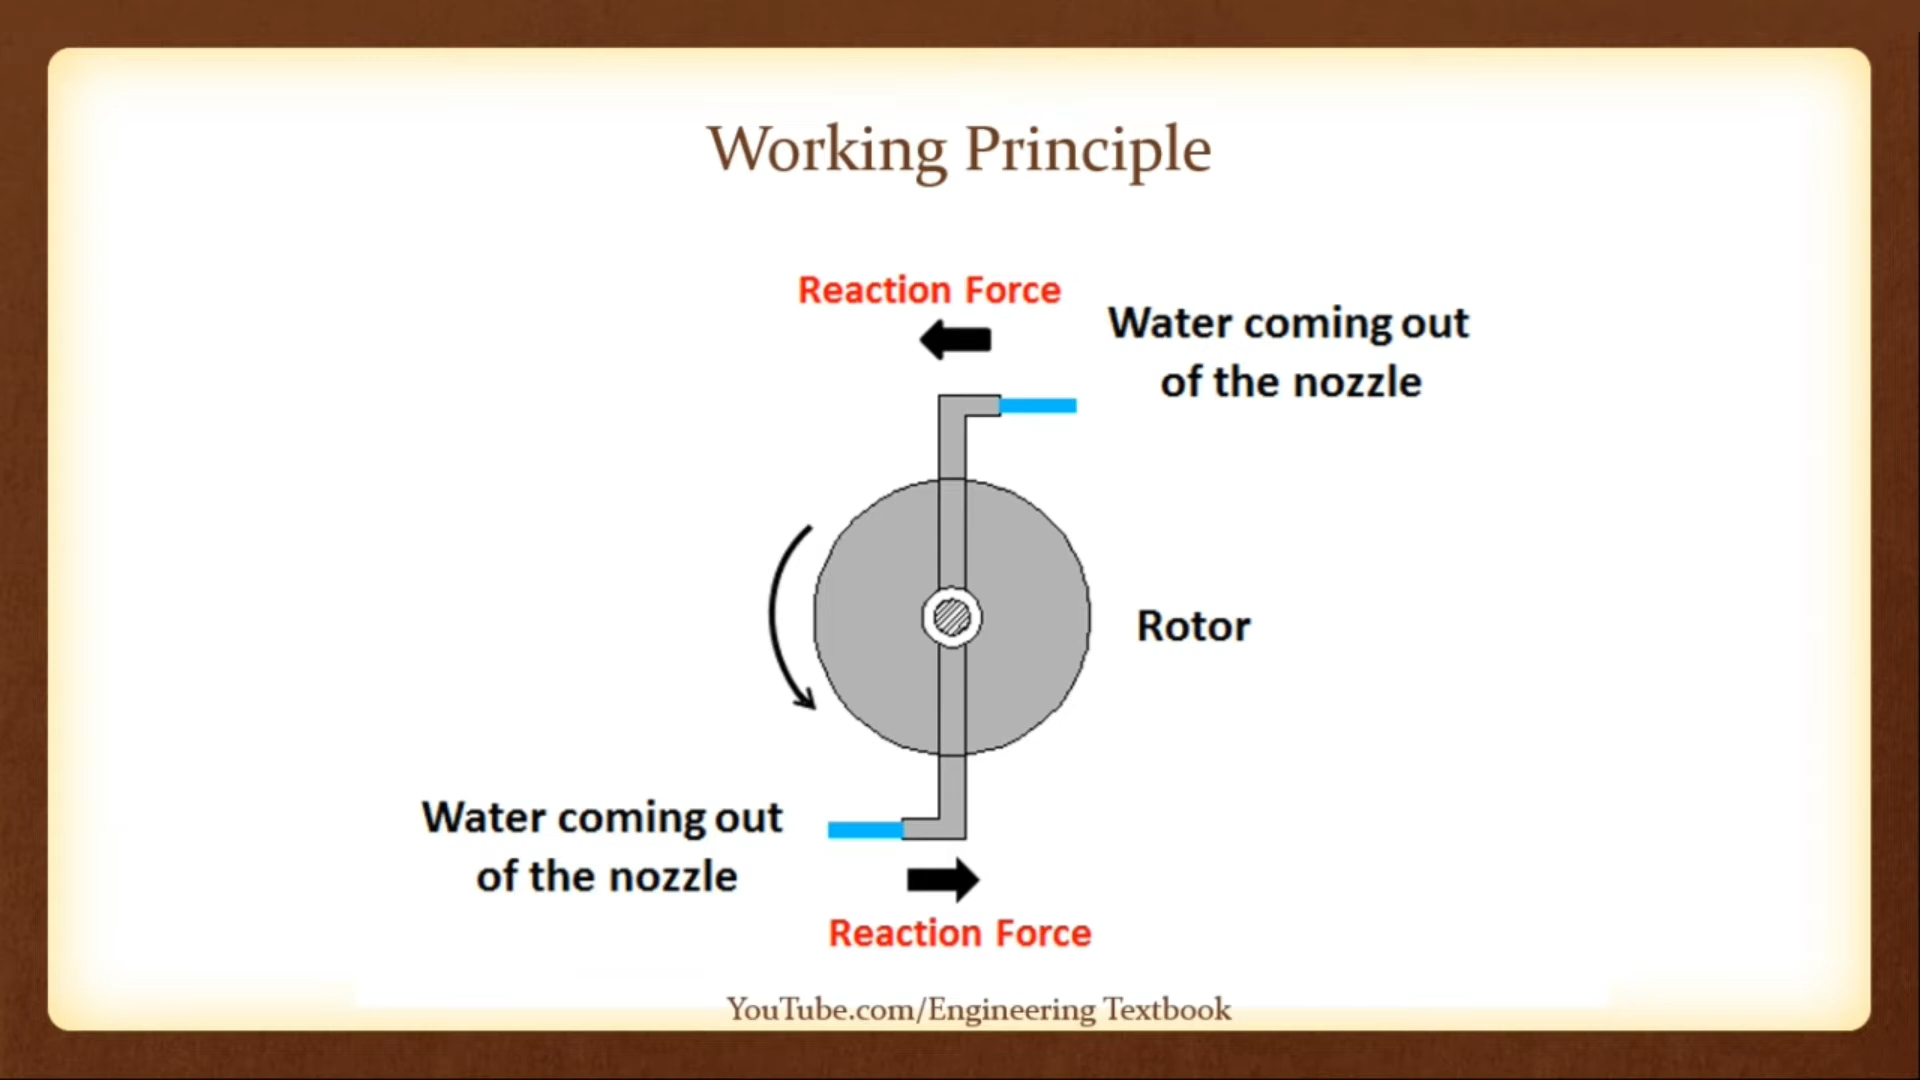 Working Principle
Reaction Force
Water coming out
of the nozzle
Rotor
Water coming out
of the nozzle
Reaction Force
YouTube.com/Engineering Textbook